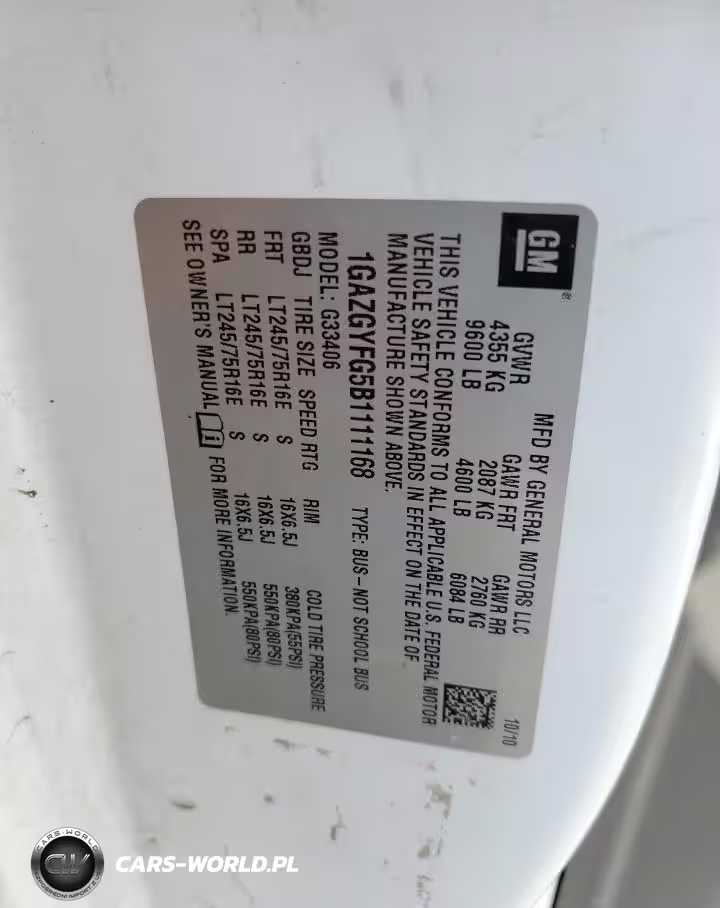 GM
MFD BY GENERAL MOTORS LLC 10/10
GVWR GAWR FRT GAWR RR
4355 KG 2087 KG 2760 KG
9600 LB 4600 LB 6084 LB
THIS VEHICLE CONFORMS TO ALL APPLICABLE U.S. FEDERAL MOTOR
VEHICLE SAFETY STANDARDS IN EFFECT ON THE DATE OF
MANUFACTURE SHOWN ABOVE.
1GAZGYFG5B1111168 TYPE: BUS–NOT SCHOOL BUS
MODEL: G33406
GBDJ TIRE SIZE SPEED RTG RIM COLD TIRE PRESSURE
FRT LT245/75R16E S 16X6.5J 380KPA(55PSI)
RR LT245/75R16E S 16X6.5J 550KPA(80PSI)
SPA LT245/75R16E S 16X6.5J 550KPA(80PSI)
SEE OWNER'S MANUAL FOR MORE INFORMATION.
CARS-WORLD
CW
CARS-WORLD.PL